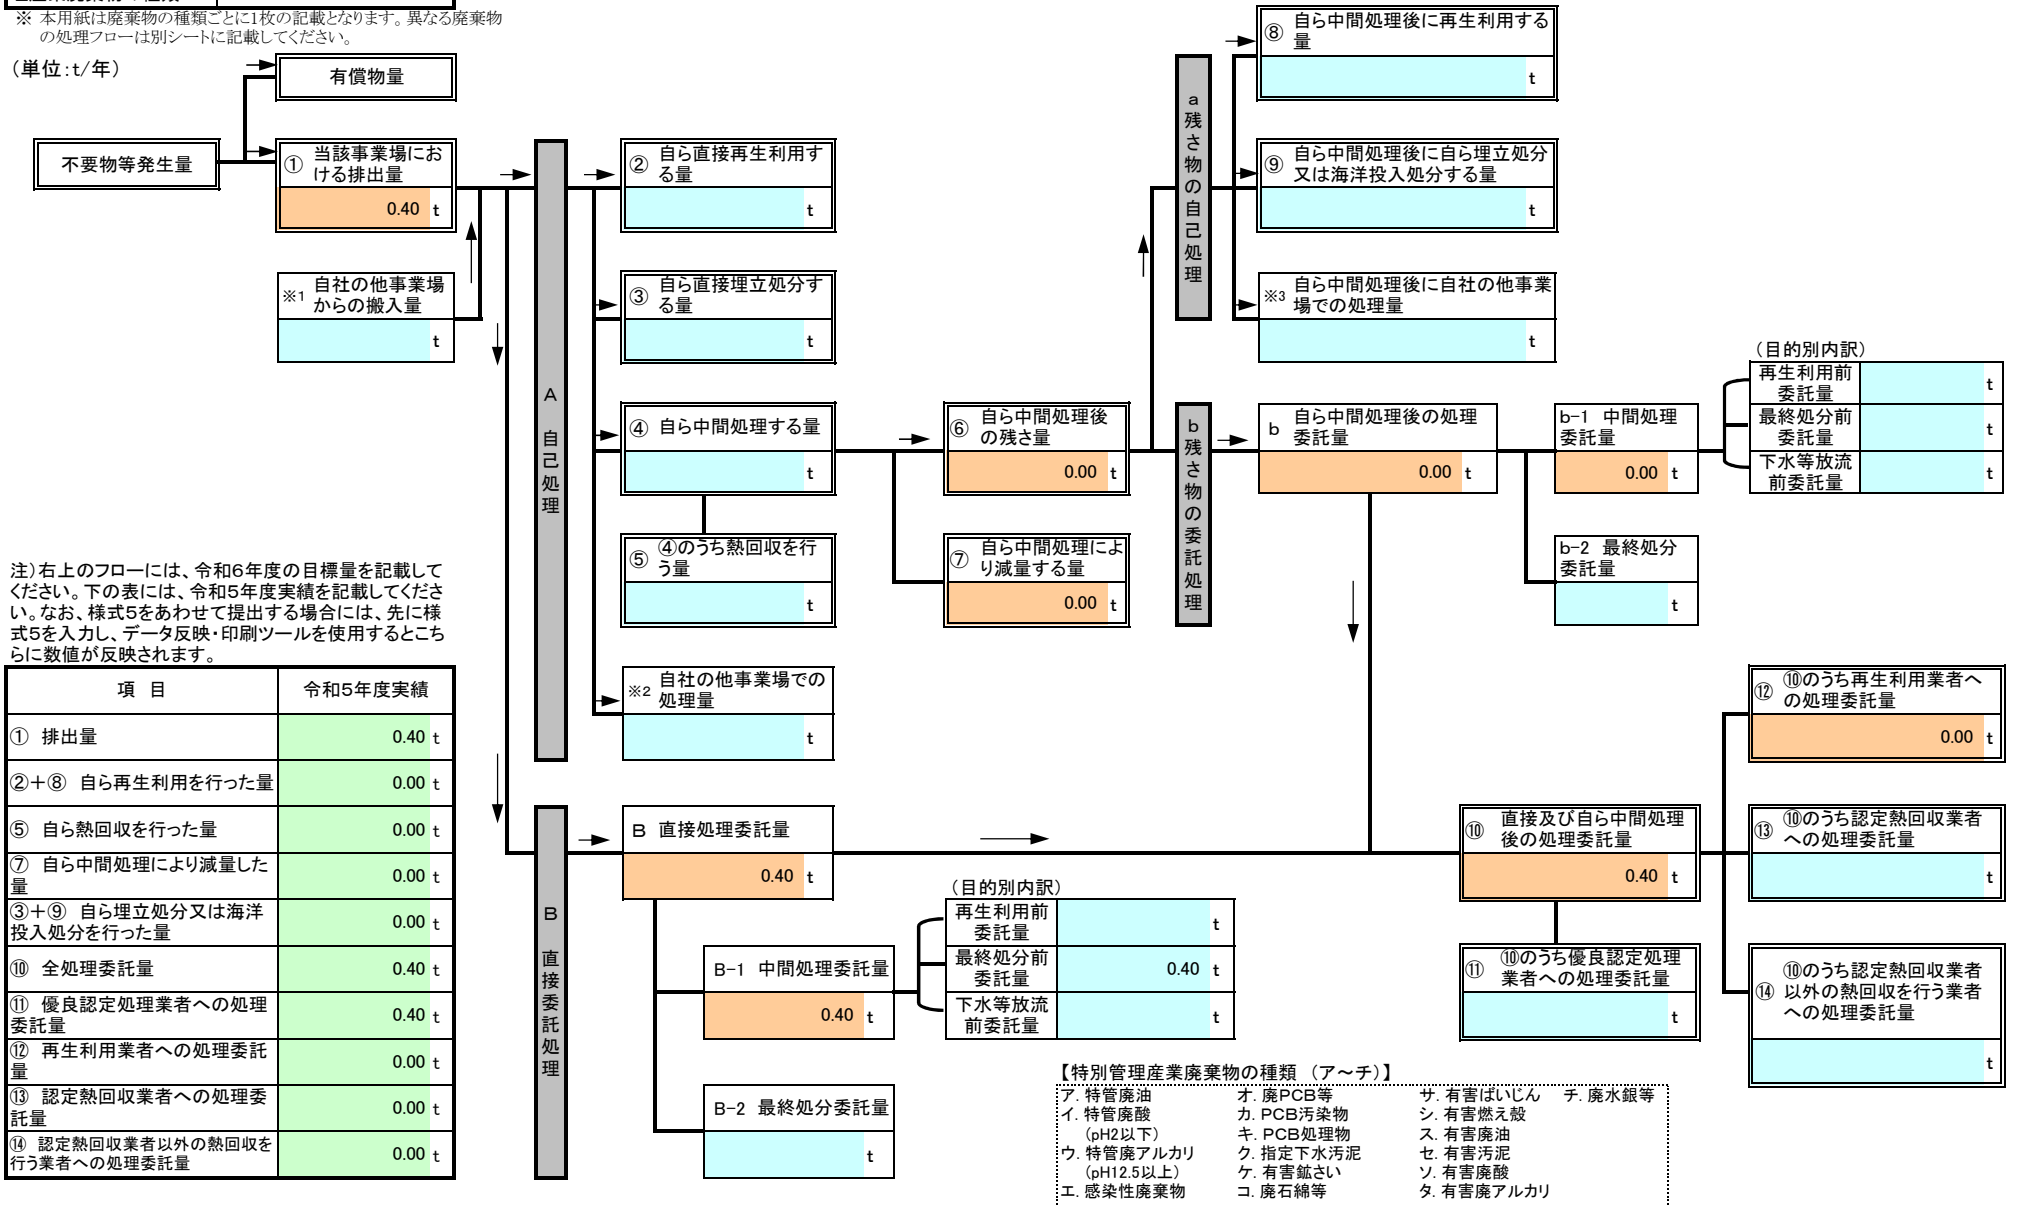 ※ 本用紙は廃棄物の種類ごとに1枚の記載となります。異なる廃棄物
の処理フローは別シートに記載してください。
（単位：t/年）
有償物量
不要物等発生量
① 当該事業場にお
ける排出量
0.40 t
※1 自社の他事業場
からの搬入量
t
A 自己処理
② 自ら直接再生利用す
る量
t
③ 自ら直接埋立処分す
る量
t
④ 自ら中間処理する量
t
⑤ ④のうち熱回収を行
う量
t
※2 自社の他事業場での
処理量
t
⑥ 自ら中間処理後
の残さ量
0.00 t
⑦ 自ら中間処理によ
り減量する量
0.00 t
a残さ物の自己処理
⑧ 自ら中間処理後に再生利用する
量
t
⑨ 自ら中間処理後に自ら埋立処分
又は海洋投入処分する量
t
※3 自ら中間処理後に自社の他事業
場での処理量
t
b残さ物の委託処理
b 自ら中間処理後の処理
委託量
0.00 t
b-1 中間処理
委託量
0.00 t
（目的別内訳）
再生利用前
委託量
t
最終処分前
委託量
t
下水等放流
前委託量
t
b-2 最終処分
委託量
t
注）右上のフローには、令和6年度の目標量を記載して
ください。下の表には、令和5年度実績を記載してくださ
い。なお、様式5をあわせて提出する場合には、先に様
式5を入力し、データ反映・印刷ツールを使用するとこち
らに数値が反映されます。
項 目 令和5年度実績
① 排出量 0.40 t
②＋⑧ 自ら再生利用を行った量 0.00 t
⑤ 自ら熱回収を行った量 0.00 t
⑦ 自ら中間処理により減量した
量 0.00 t
③＋⑨ 自ら埋立処分又は海洋
投入処分を行った量 0.00 t
⑩ 全処理委託量 0.40 t
⑪ 優良認定処理業者への処理
委託量 0.40 t
⑫ 再生利用業者への処理委託
量 0.00 t
⑬ 認定熱回収業者への処理委
託量 0.00 t
⑭ 認定熱回収業者以外の熱回収を
行う業者への処理委託量 0.00 t
B 直接委託処理
B 直接処理委託量
0.40 t
B-1 中間処理委託量
0.40 t
（目的別内訳）
再生利用前
委託量
t
最終処分前
委託量
0.40 t
下水等放流
前委託量
t
B-2 最終処分委託量
t
⑩ 直接及び自ら中間処理
後の処理委託量
0.40 t
⑪ ⑩のうち優良認定処理
業者への処理委託量
t
⑫ ⑩のうち再生利用業者へ
の処理委託量
0.00 t
⑬ ⑩のうち認定熱回収業者
への処理委託量
t
⑭ ⑩のうち認定熱回収業者
以外の熱回収を行う業者
への処理委託量
t
【特別管理産業廃棄物の種類 （ア～チ）】
ア. 特管廃油 オ. 廃PCB等 サ. 有害ばいじん チ. 廃水銀等
イ. 特管廃酸 カ. PCB汚染物 シ. 有害燃え殻
（pH2以下） キ. PCB処理物 ス. 有害廃油
ウ. 特管廃アルカリ ク. 指定下水汚泥 セ. 有害汚泥
（pH12.5以上） ケ. 有害鉱さい ソ. 有害廃酸
エ. 感染性廃棄物 コ. 廃石綿等 タ. 有害廃アルカリ